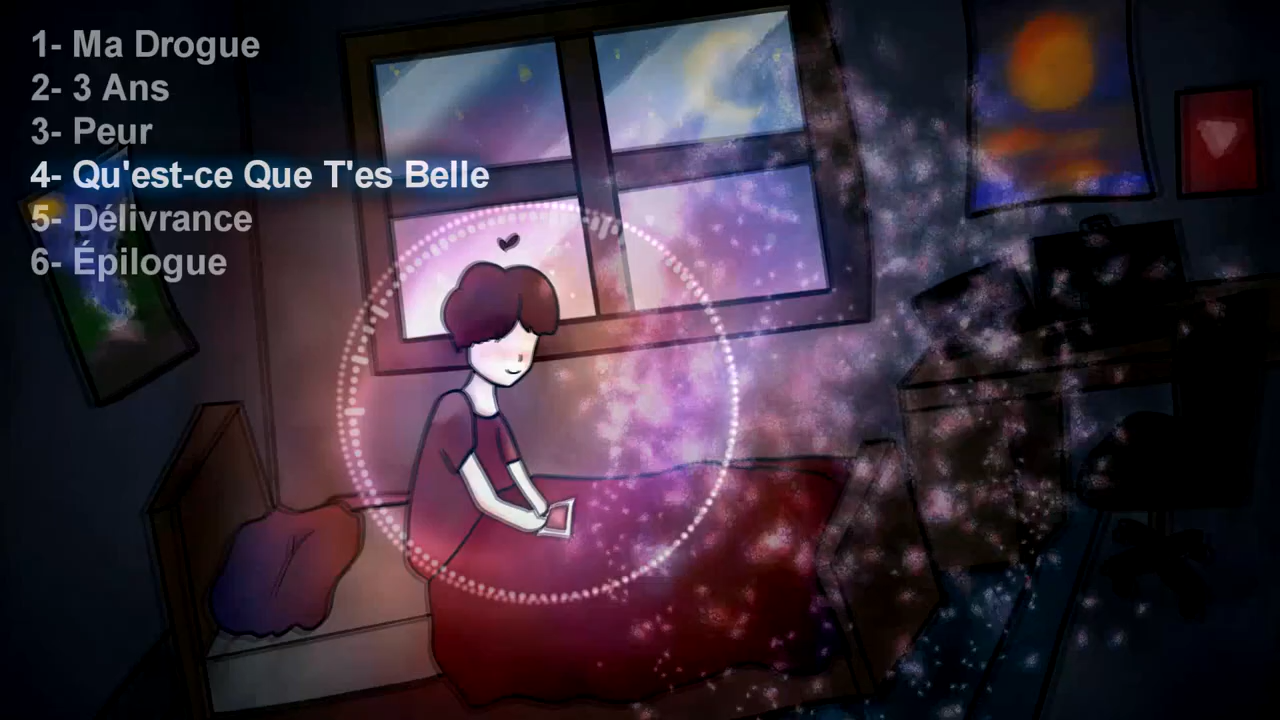 1- Ma Drogue
2- 3 Ans
3- Peur
4- Qu'est-ce Que T'es Belle
5- Délivrance
6- Épilogue